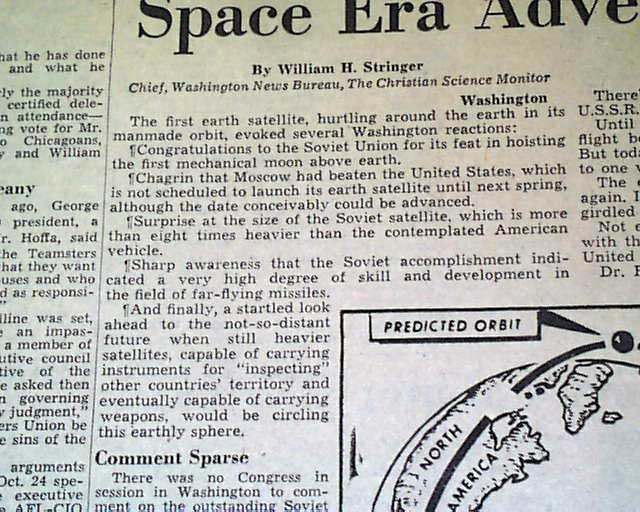 Space Era Adve
By William H. Stringer
Chief, Washington News Bureau, The Christian Science Monitor
Washington
The first earth satellite, hurtling around the earth in its
manmade orbit, evoked several Washington reactions:
¶Congratulations to the Soviet Union for its feat in hoisting
the first mechanical moon above earth.
¶Chagrin that Moscow had beaten the United States, which
is not scheduled to launch its earth satellite until next spring,
although the date conceivably could be advanced.
¶Surprise at the size of the Soviet satellite, which is more
than eight times heavier than the contemplated American
vehicle.
¶Sharp awareness that the Soviet accomplishment indi-
cated a very high degree of skill and development in
the field of far-flying missiles.
¶And finally, a startled look
ahead to the not-so-distant
future when still heavier
satellites, capable of carrying
instruments for "inspecting"
other countries' territory and
eventually capable of carrying
weapons, would be circling
this earthly sphere.
Comment Sparse
There was no Congress in
session in Washington to com-
ment on the outstanding Soviet
PREDICTED ORBIT
NORTH
AMERICA
hat he has done
and what he
ly the majority
certified dele-
n attendance—
ng vote for Mr.
o Chicagoans,
y and William
eany
ago, George
president, a
r. Hoffa, said
the Teamsters
hat they want
uses and who
d as responsi-
"
dline was set,
e an impas-
a member of
utive council
tive of the
e asked then
n governing
y judgment,"
ers Union be
e sins of the
arguments
Oct. 24 spe-
executive
e AFL-CIO
There'
U.S.S.R.
Until
flight b
But toda
to one v
The
again. I
girdled
Not e
with th
United
Dr. H